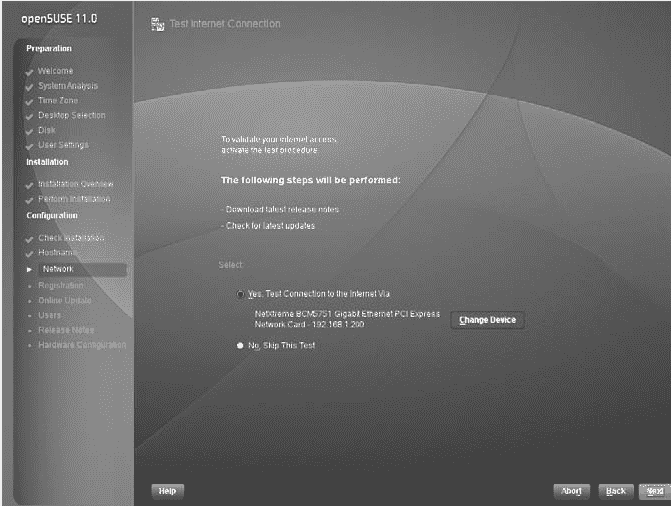 openSUSE 11.0
Preparation
Welcome
System Analysis
Time Zone
Desktop Selection
Disk
User Settings
Installation
Installation Overview
Perform Installation
Configuration
Check Installation
Hostname
Network
Registration
Online Update
Users
Release Notes
Hardware Configuration
Test Internet Connection
To validate your Internet access,
activate the test procedure.
The following steps will be performed:
- Download latest release notes
- Check for latest updates
Select:
Yes, Test Connection to the Internet Via
NetXtreme BCM5751 Gigabit Ethernet PCI Express
Network Card - 192.168.1.200
Change Device
No, Skip This Test
Help
Abort
Back
Next